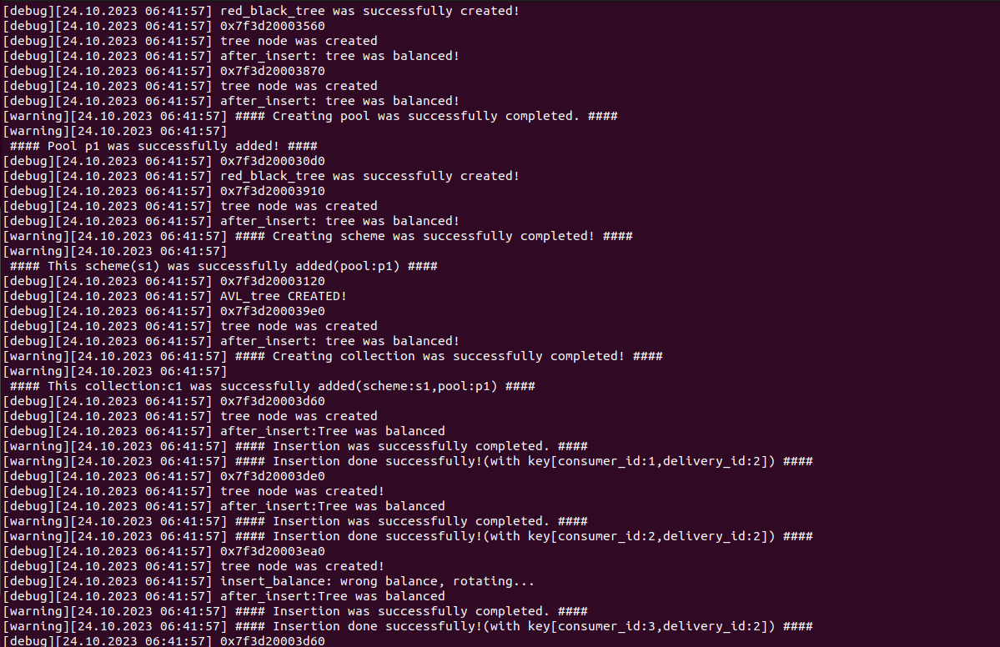 [debug][24.10.2023 06:41:57] red_black_tree was successfully created!
[debug][24.10.2023 06:41:57] 0x7f3d20003560
[debug][24.10.2023 06:41:57] tree node was created
[debug][24.10.2023 06:41:57] after_insert: tree was balanced!
[debug][24.10.2023 06:41:57] 0x7f3d20003870
[debug][24.10.2023 06:41:57] tree node was created
[debug][24.10.2023 06:41:57] after_insert: tree was balanced!
[warning][24.10.2023 06:41:57] #### Creating pool was successfully completed. ####
[warning][24.10.2023 06:41:57]
 #### Pool p1 was successfully added! ####
[debug][24.10.2023 06:41:57] 0x7f3d200030d0
[debug][24.10.2023 06:41:57] red_black_tree was successfully created!
[debug][24.10.2023 06:41:57] 0x7f3d20003910
[debug][24.10.2023 06:41:57] tree node was created
[debug][24.10.2023 06:41:57] after_insert: tree was balanced!
[warning][24.10.2023 06:41:57] #### Creating scheme was successfully completed! ####
[warning][24.10.2023 06:41:57]
 #### This scheme(s1) was successfully added(pool:p1) ####
[debug][24.10.2023 06:41:57] 0x7f3d20003120
[debug][24.10.2023 06:41:57] AVL_tree CREATED!
[debug][24.10.2023 06:41:57] 0x7f3d200039e0
[debug][24.10.2023 06:41:57] tree node was created
[debug][24.10.2023 06:41:57] after_insert: tree was balanced!
[warning][24.10.2023 06:41:57] #### Creating collection was successfully completed! ####
[warning][24.10.2023 06:41:57]
 #### This collection:c1 was successfully added(scheme:s1,pool:p1) ####
[debug][24.10.2023 06:41:57] 0x7f3d20003d60
[debug][24.10.2023 06:41:57] tree node was created
[debug][24.10.2023 06:41:57] after_insert:Tree was balanced
[warning][24.10.2023 06:41:57] #### Insertion was successfully completed. ####
[warning][24.10.2023 06:41:57] #### Insertion done successfully!(with key[consumer_id:1,delivery_id:2]) ####
[debug][24.10.2023 06:41:57] 0x7f3d20003de0
[debug][24.10.2023 06:41:57] tree node was created!
[debug][24.10.2023 06:41:57] after_insert:Tree was balanced
[warning][24.10.2023 06:41:57] #### Insertion was successfully completed. ####
[warning][24.10.2023 06:41:57] #### Insertion done successfully!(with key[consumer_id:2,delivery_id:2]) ####
[debug][24.10.2023 06:41:57] 0x7f3d20003ea0
[debug][24.10.2023 06:41:57] tree node was created!
[debug][24.10.2023 06:41:57] insert_balance: wrong balance, rotating...
[debug][24.10.2023 06:41:57] after_insert:Tree was balanced
[warning][24.10.2023 06:41:57] #### Insertion was successfully completed. ####
[warning][24.10.2023 06:41:57] #### Insertion done successfully!(with key[consumer_id:3,delivery_id:2]) ####
[debug][24.10.2023 06:41:57] 0x7f3d20003d60